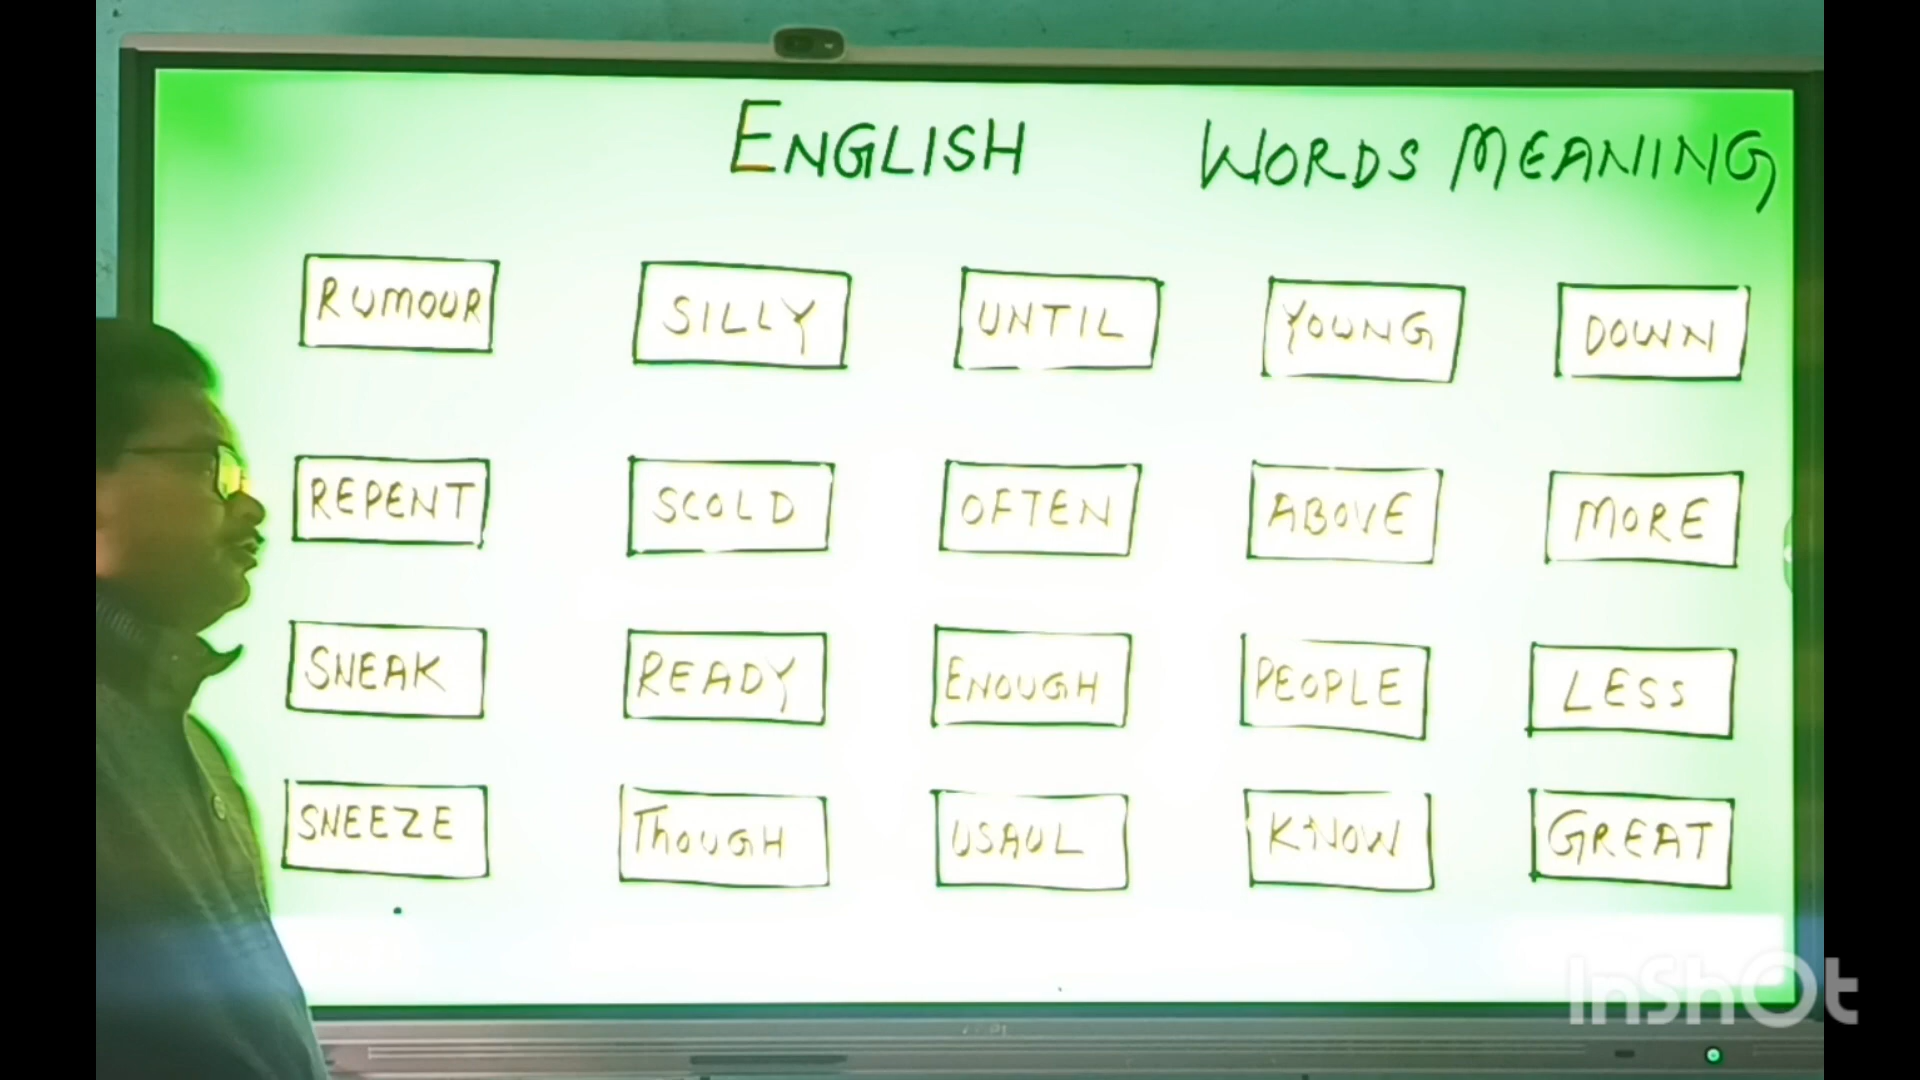 ENGLISH WORDS MEANING
RUMOUR SILLY UNTIL YOUNG DOWN
REPENT SCOLD OFTEN ABOVE MORE
SNEAK READY ENOUGH PEOPLE LESS
SNEEZE THOUGH USAUL KNOW GREAT
InShOt